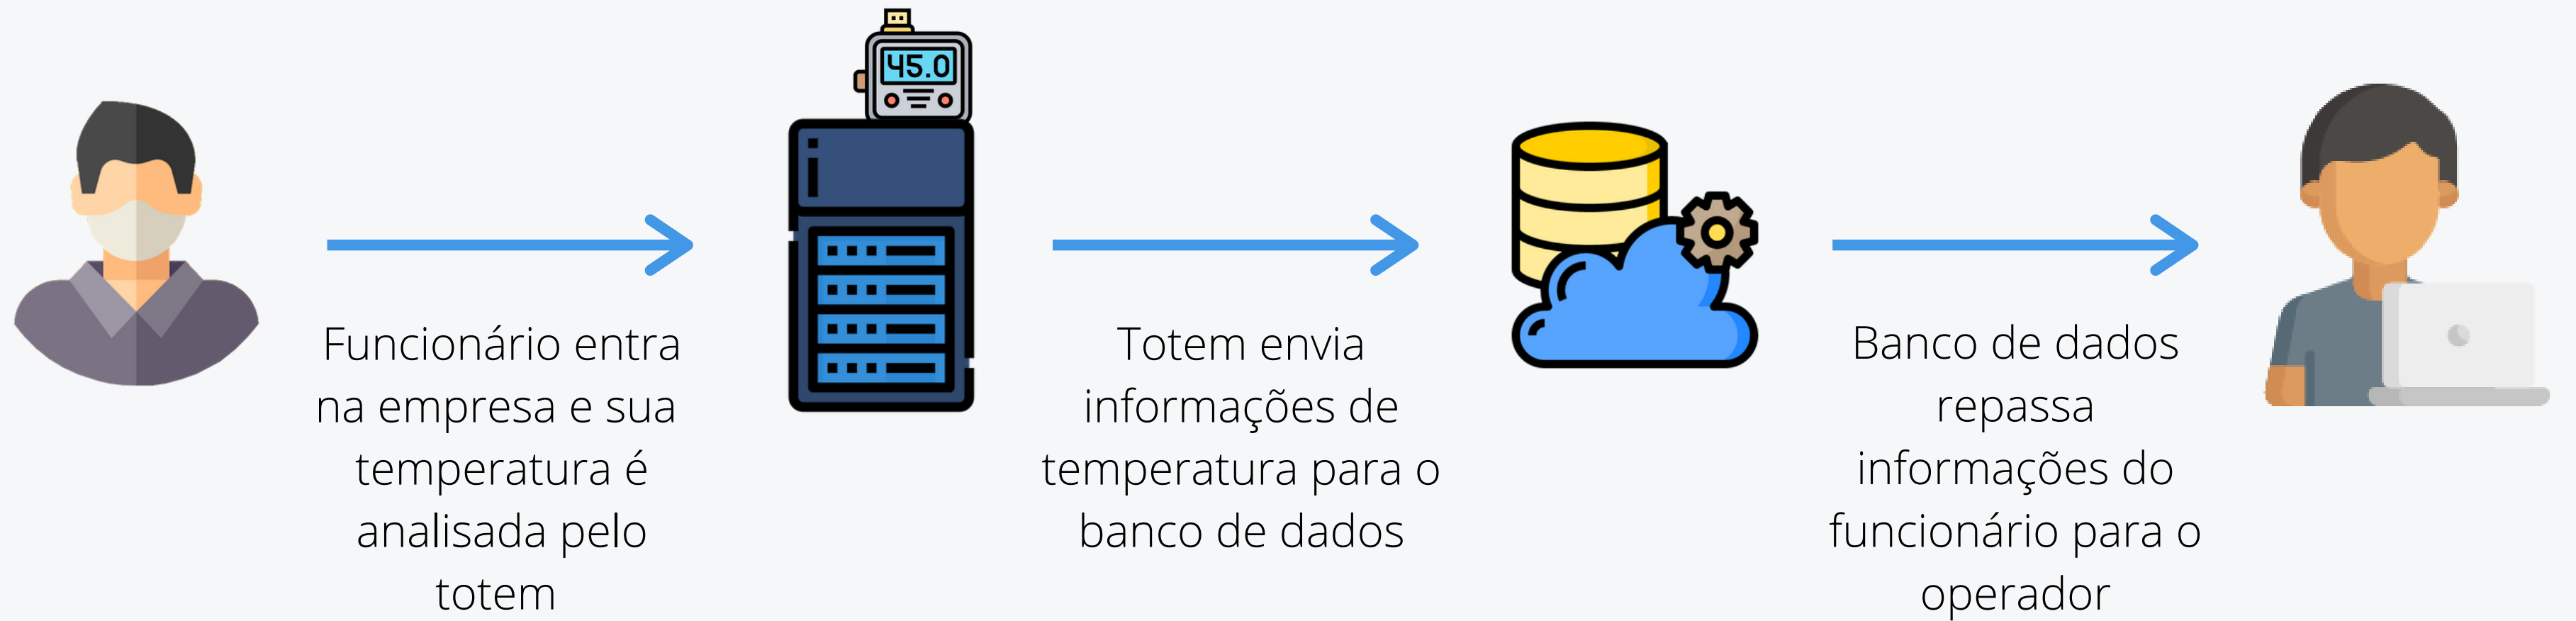 45.0
Funcionário entra
na empresa e sua
temperatura é
analisada pelo
totem
Totem envia
informações de
temperatura para o
banco de dados
Banco de dados
repassa
informações do
funcionário para o
operador